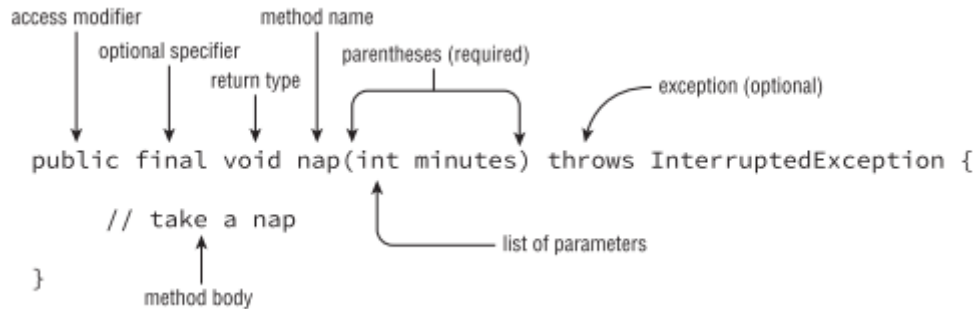 access modifier
method name
optional specifier
parentheses (required)
return type
exception (optional)
public final void nap(int minutes) throws InterruptedException {
// take a nap
list of parameters
}
method body